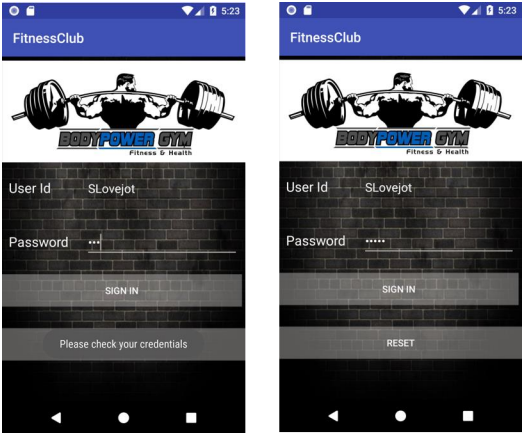 5:23
FitnessClub
BODYPOWER GYM
Fitness & Health
User Id SLovejot
Password •••
SIGN IN
Please check your credentials
5:23
FitnessClub
BODYPOWER GYM
Fitness & Health
User Id SLovejot
Password •••••
SIGN IN
RESET